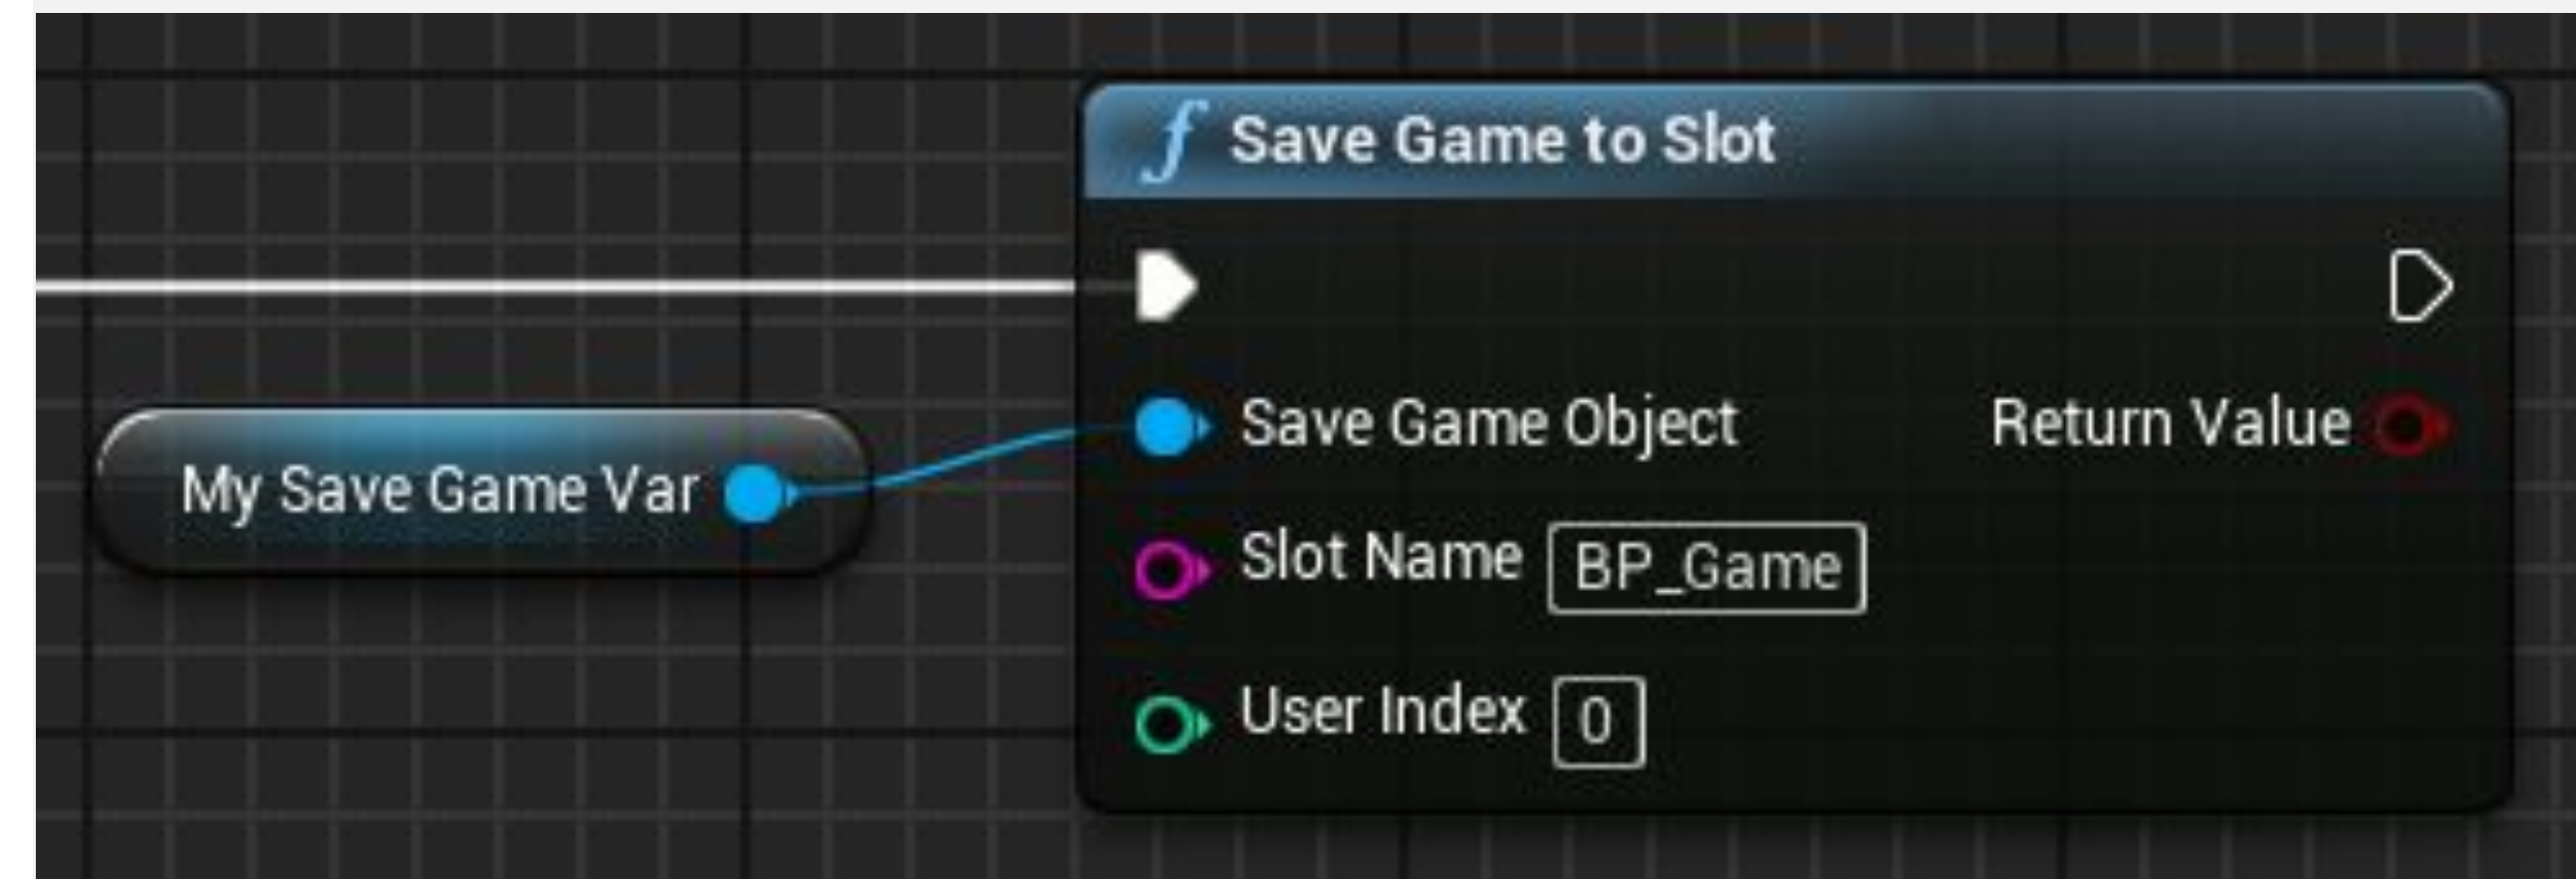 f Save Game to Slot
Save Game Object
Return Value
My Save Game Var
Slot Name BP_Game
User Index 0